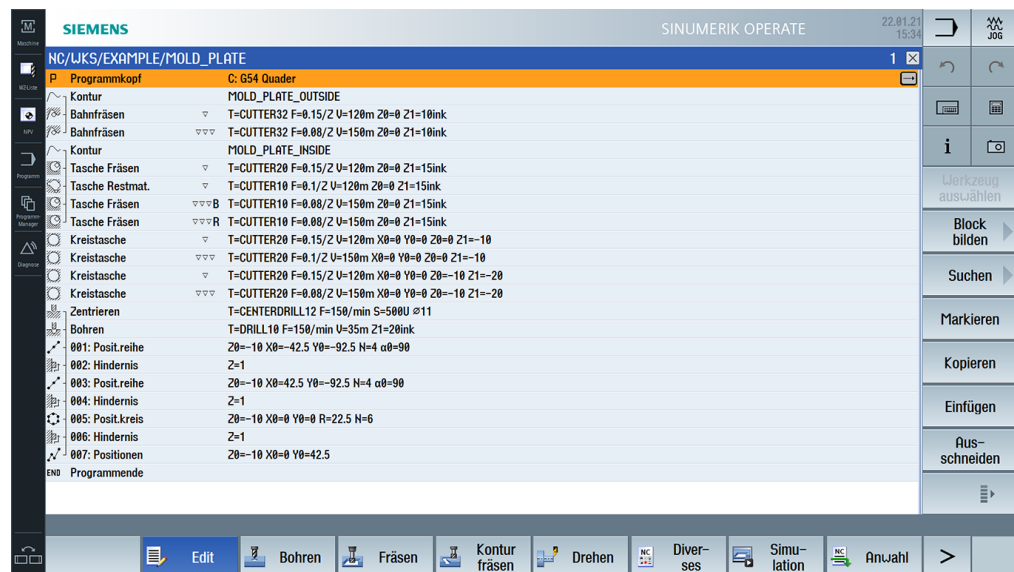 SIEMENS
SINUMERIK OPERATE
22.01.21
15:34
M
JOG
Maschine
NC/WKS/EXAMPLE/MOLD_PLATE 1
P Programmkopf C: G54 Quader
Kontur MOLD_PLATE_OUTSIDE
Bahnfräsen ▽ T=CUTTER32 F=0.15/Z V=120m Z0=0 Z1=10ink
Bahnfräsen ▽▽▽ T=CUTTER32 F=0.08/Z V=150m Z0=0 Z1=10ink
Kontur MOLD_PLATE_INSIDE
Tasche Fräsen ▽ T=CUTTER20 F=0.15/Z V=120m Z0=0 Z1=15ink
Tasche Restmat. ▽ T=CUTTER10 F=0.1/Z V=120m Z0=0 Z1=15ink
Tasche Fräsen ▽▽▽B T=CUTTER10 F=0.08/Z V=150m Z0=0 Z1=15ink
Tasche Fräsen ▽▽▽R T=CUTTER10 F=0.08/Z V=150m Z0=0 Z1=15ink
Kreistasche ▽ T=CUTTER20 F=0.15/Z V=120m X0=0 Y0=0 Z0=0 Z1=-10
Kreistasche ▽▽▽ T=CUTTER20 F=0.1/Z V=150m X0=0 Y0=0 Z0=0 Z1=-10
Kreistasche ▽ T=CUTTER20 F=0.15/Z V=120m X0=0 Y0=0 Z0=-10 Z1=-20
Kreistasche ▽▽▽ T=CUTTER20 F=0.08/Z V=150m X0=0 Y0=0 Z0=-10 Z1=-20
Zentrieren T=CENTERDRILL12 F=150/min S=500U ⌀11
Bohren T=DRILL10 F=150/min V=35m Z1=20ink
001: Posit.reihe Z0=-10 X0=-42.5 Y0=-92.5 N=4 α0=90
002: Hindernis Z=1
003: Posit.reihe Z0=-10 X0=42.5 Y0=-92.5 N=4 α0=90
004: Hindernis Z=1
005: Posit.kreis Z0=-10 X0=0 Y0=0 R=22.5 N=6
006: Hindernis Z=1
007: Positionen Z0=-10 X0=0 Y0=42.5
END Programmende
WZListe
NPV
Programm
Programm-
Manager
Diagnose
i
Werkzeug
auswählen
Block
bilden
Suchen
Markieren
Kopieren
Einfügen
Aus-
schneiden
Edit
Bohren
Fräsen
Kontur
fräsen
Drehen
NC
Diver-
ses
Simu-
lation
NC
Anwahl
>